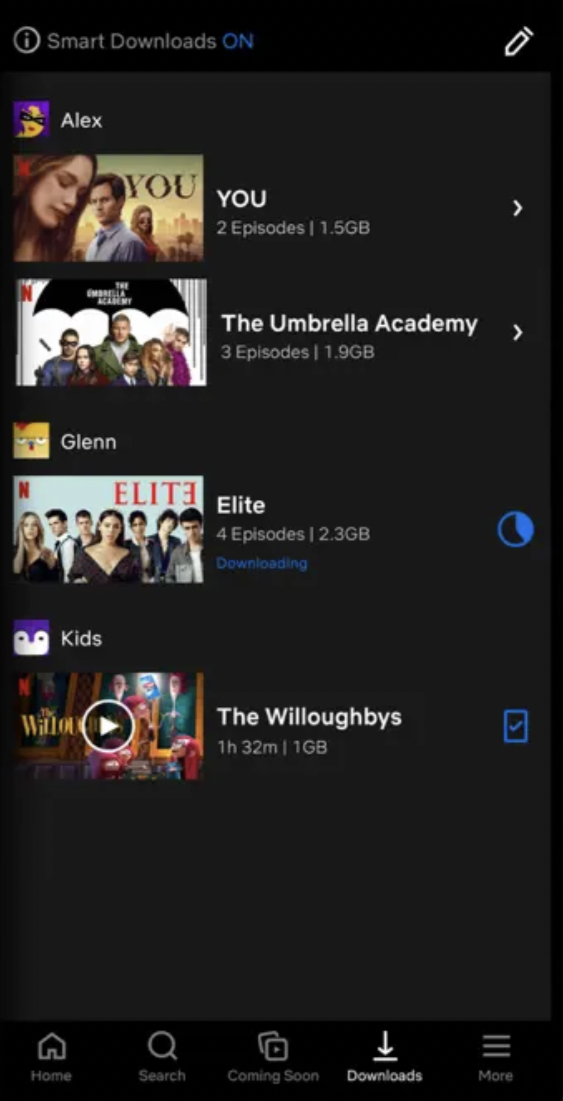 Smart Downloads ON
Alex
YOU
YOU
2 Episodes | 1.5GB
THE
UMBRELLA
ACADEMY
The Umbrella Academy
3 Episodes | 1.9GB
Glenn
ELITƎ
Elite
4 Episodes | 2.3GB
Downloading
Kids
The
The Willoughbys
1h 32m | 1GB
Home
Search
Coming Soon
Downloads
More